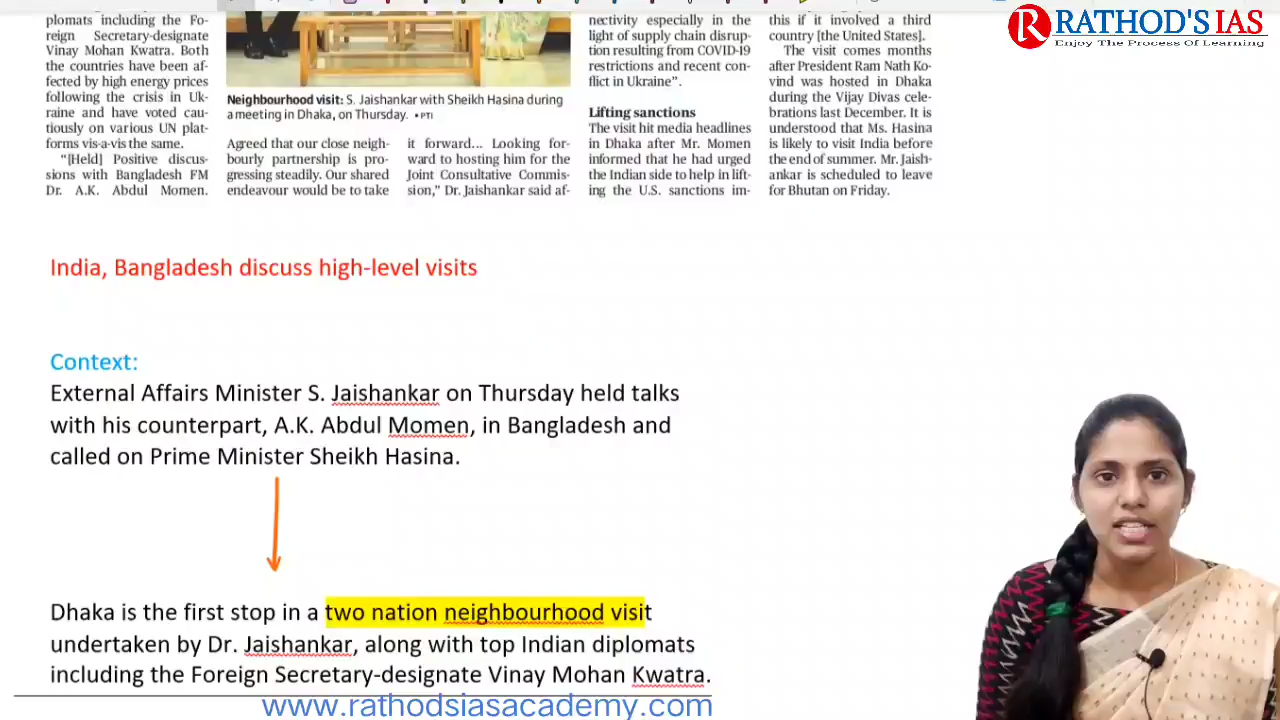 plomats including the Fo-
reign Secretary-designate
Vinay Mohan Kwatra. Both
the countries have been af-
fected by high energy prices
following the crisis in Uk-
raine and have voted cau-
tiously on various UN plat-
forms vis-a-vis the same.
“[Held] Positive discus-
sions with Bangladesh FM
Dr. A.K. Abdul Momen.
Neighbourhood visit: S. Jaishankar with Sheikh Hasina during
a meeting in Dhaka, on Thursday. • PTI
Agreed that our close neigh-
bourly partnership is pro-
gressing steadily. Our shared
endeavour would be to take
it forward... Looking for-
ward to hosting him for the
Joint Consultative Commis-
sion,” Dr. Jaishankar said af-
nectivity especially in the
light of supply chain disrup-
tion resulting from COVID-19
restrictions and recent con-
flict in Ukraine”.
Lifting sanctions
The visit hit media headlines
in Dhaka after Mr. Momen
informed that he had urged
the Indian side to help in lift-
ing the U.S. sanctions im-
this if it involved a third
country [the United States].
The visit comes months
after President Ram Nath Ko-
vind was hosted in Dhaka
during the Vijay Divas cele-
brations last December. It is
understood that Ms. Hasina
is likely to visit India before
the end of summer. Mr. Jaish-
ankar is scheduled to leave
for Bhutan on Friday.
R RATHOD'S IAS
Enjoy The Process Of Learning
India, Bangladesh discuss high-level visits
Context:
External Affairs Minister S. Jaishankar on Thursday held talks
with his counterpart, A.K. Abdul Momen, in Bangladesh and
called on Prime Minister Sheikh Hasina.
Dhaka is the first stop in a two nation neighbourhood visit
undertaken by Dr. Jaishankar, along with top Indian diplomats
including the Foreign Secretary-designate Vinay Mohan Kwatra.
www.rathodsiasacademy.com